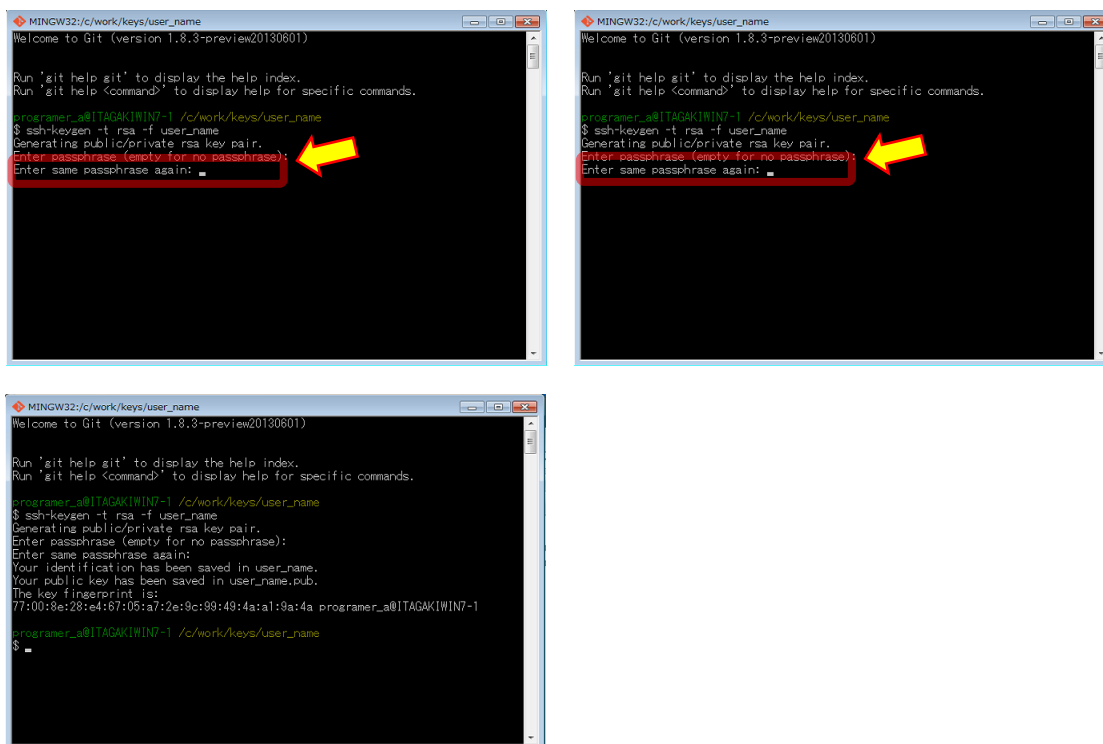 MINGW32:/c/work/keys/user_name
Welcome to Git (version 1.8.3-preview20130601)
Run 'git help git' to display the help index.
Run 'git help <command>' to display help for specific commands.
programer_a@ITAGAKIWIN7-1 /c/work/keys/user_name
$ ssh-keygen -t rsa -f user_name
Generating public/private rsa key pair.
Enter passphrase (empty for no passphrase):
Enter same passphrase again:
MINGW32:/c/work/keys/user_name
Welcome to Git (version 1.8.3-preview20130601)
Run 'git help git' to display the help index.
Run 'git help <command>' to display help for specific commands.
programer_a@ITAGAKIWIN7-1 /c/work/keys/user_name
$ ssh-keygen -t rsa -f user_name
Generating public/private rsa key pair.
Enter passphrase (empty for no passphrase):
Enter same passphrase again:
MINGW32:/c/work/keys/user_name
Welcome to Git (version 1.8.3-preview20130601)
Run 'git help git' to display the help index.
Run 'git help <command>' to display help for specific commands.
programer_a@ITAGAKIWIN7-1 /c/work/keys/user_name
$ ssh-keygen -t rsa -f user_name
Generating public/private rsa key pair.
Enter passphrase (empty for no passphrase):
Enter same passphrase again:
Your identification has been saved in user_name.
Your public key has been saved in user_name.pub.
The key fingerprint is:
77:00:8e:28:e4:67:05:a7:2e:9c:99:49:4a:a1:9a:4a programer_a@ITAGAKIWIN7-1
programer_a@ITAGAKIWIN7-1 /c/work/keys/user_name
$